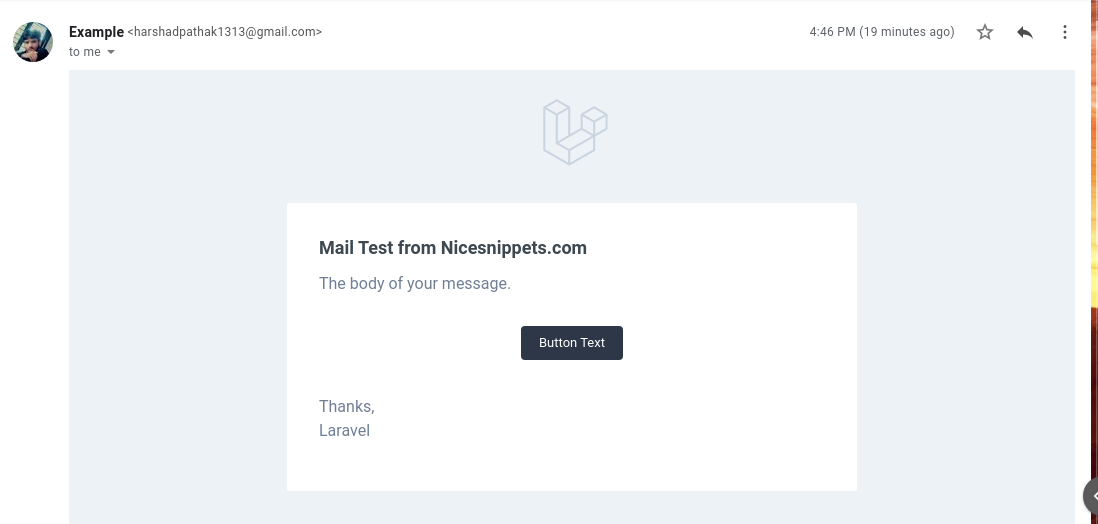 Example <harshadpathak1313@gmail.com>
4:46 PM (19 minutes ago)
to me
Mail Test from Nicesnippets.com
The body of your message.
Button Text
Thanks,
Laravel